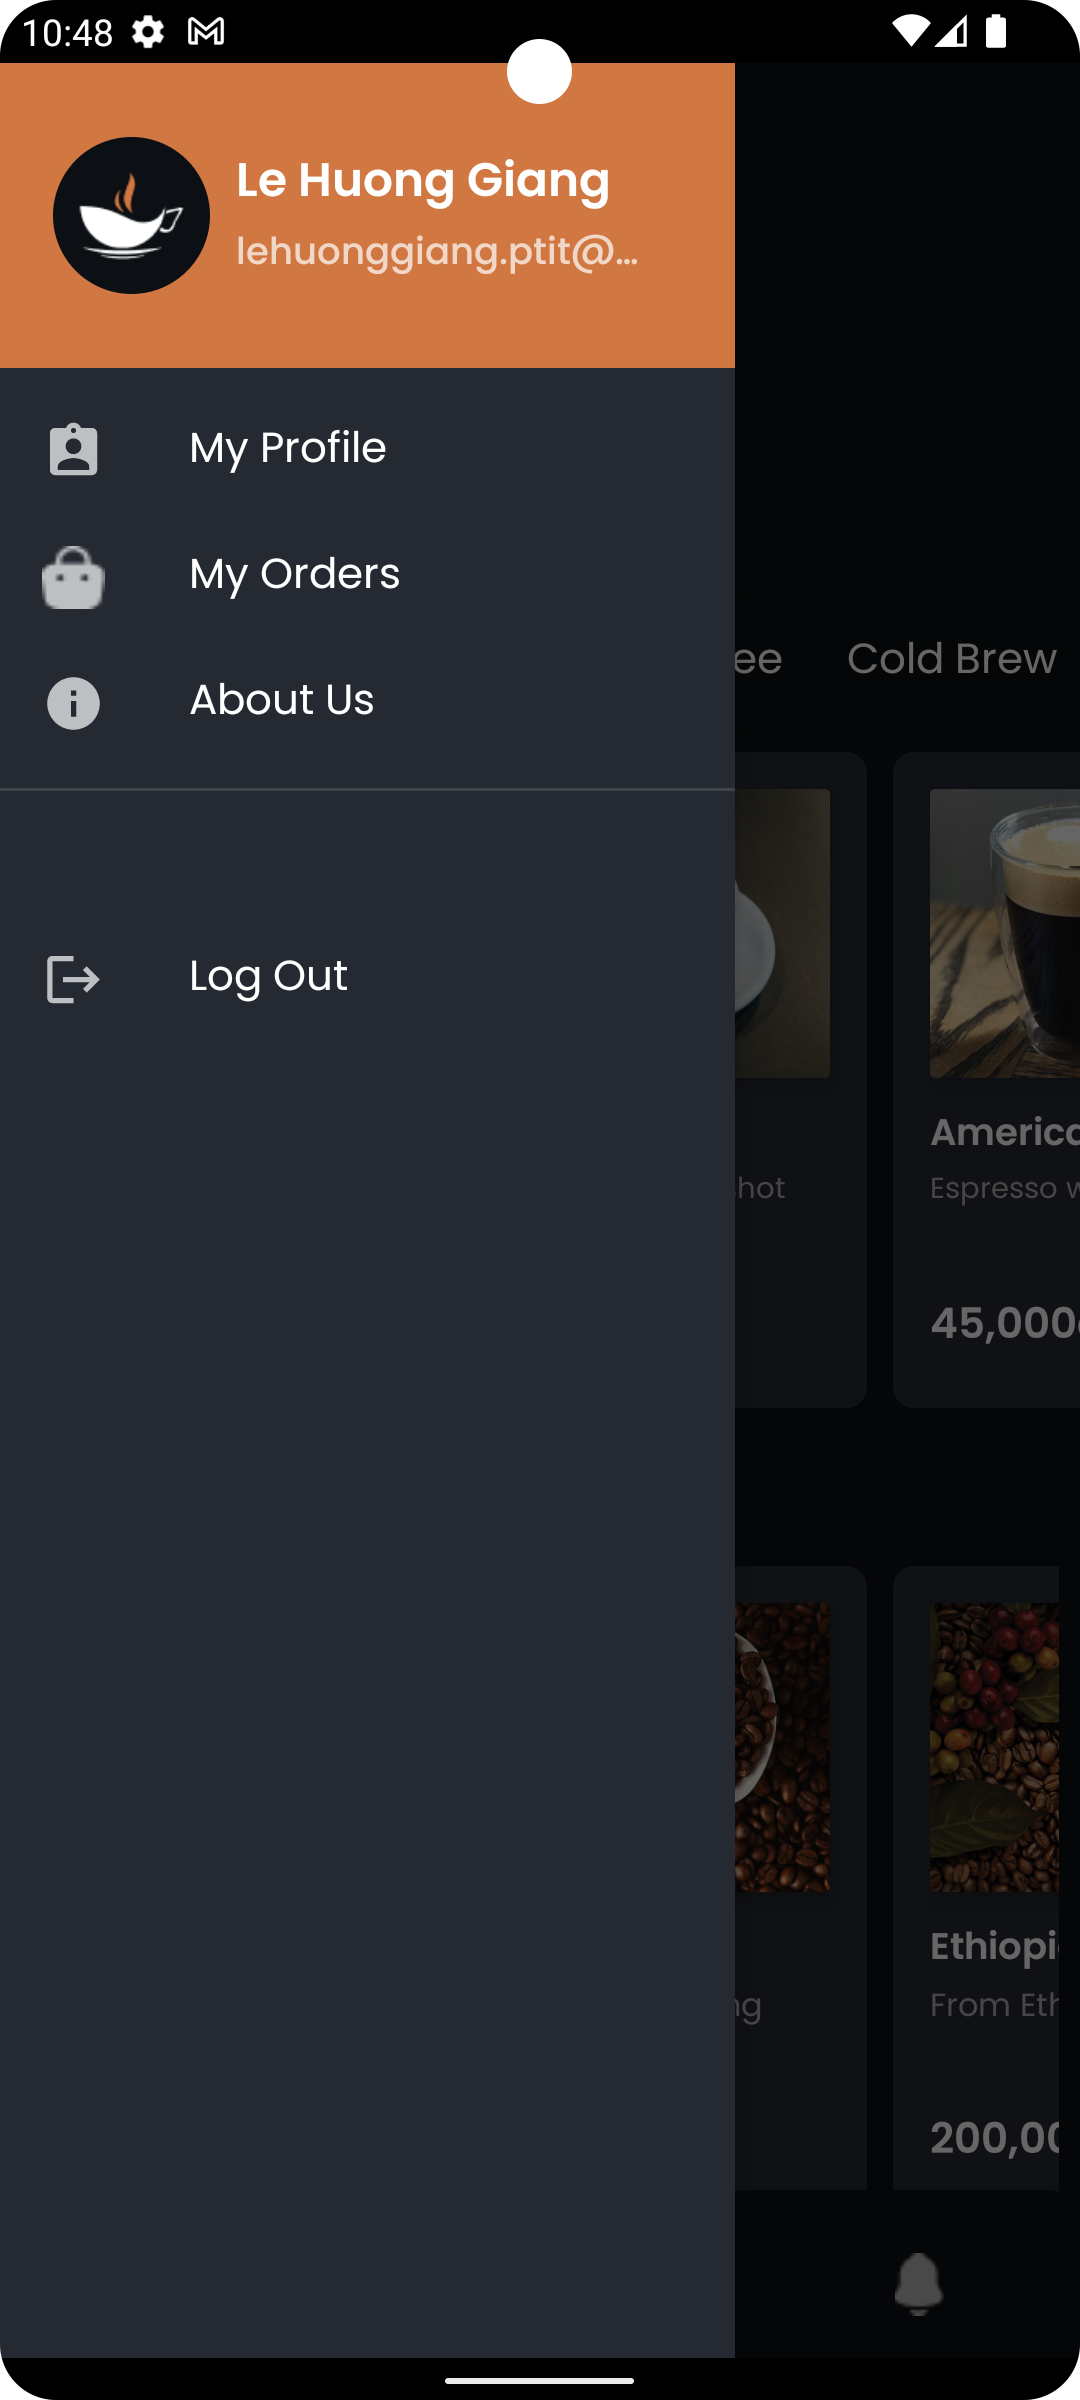 10:48
Le Huong Giang
lehuonggiang.ptit@...
My Profile
My Orders
About Us
Log Out
ee
Cold Brew
America
Espresso w
hot
45,000
Ethiopi
From Eth
ng
200,00